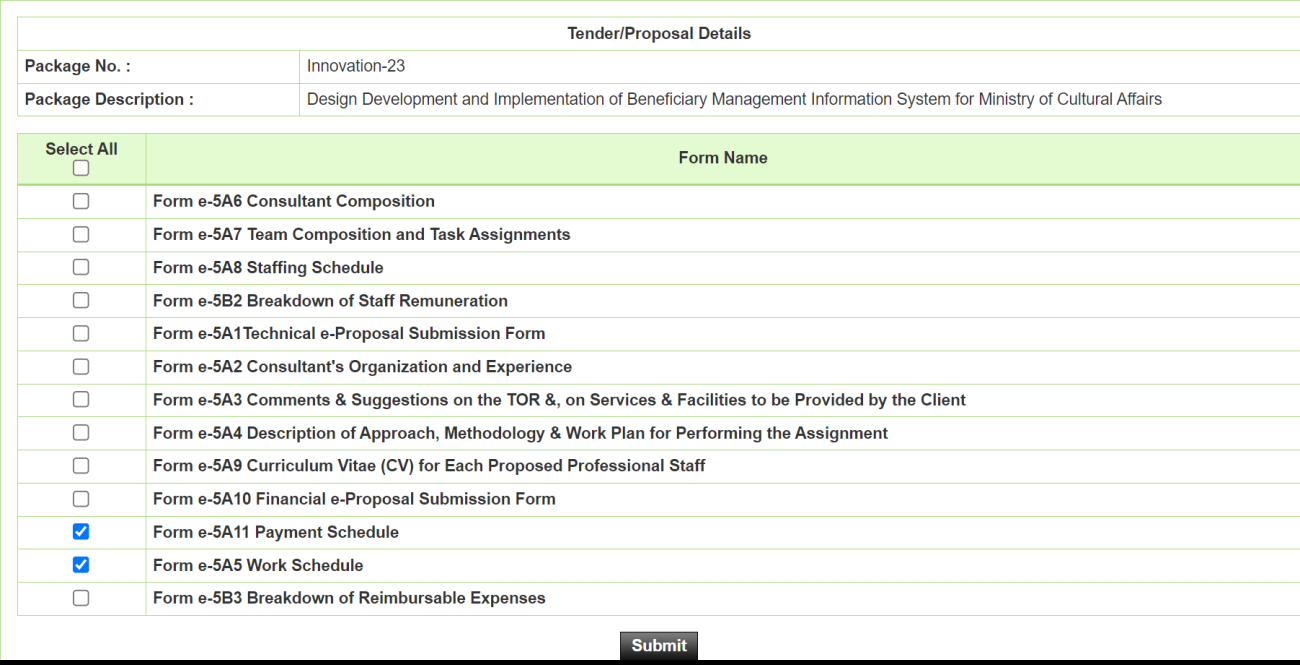 Tender/Proposal Details
Package No. : Innovation-23
Package Description : Design Development and Implementation of Beneficiary Management Information System for Ministry of Cultural Affairs
Select All Form Name
Form e-5A6 Consultant Composition
Form e-5A7 Team Composition and Task Assignments
Form e-5A8 Staffing Schedule
Form e-5B2 Breakdown of Staff Remuneration
Form e-5A1Technical e-Proposal Submission Form
Form e-5A2 Consultant's Organization and Experience
Form e-5A3 Comments & Suggestions on the TOR &, on Services & Facilities to be Provided by the Client
Form e-5A4 Description of Approach, Methodology & Work Plan for Performing the Assignment
Form e-5A9 Curriculum Vitae (CV) for Each Proposed Professional Staff
Form e-5A10 Financial e-Proposal Submission Form
Form e-5A11 Payment Schedule
Form e-5A5 Work Schedule
Form e-5B3 Breakdown of Reimbursable Expenses
Submit